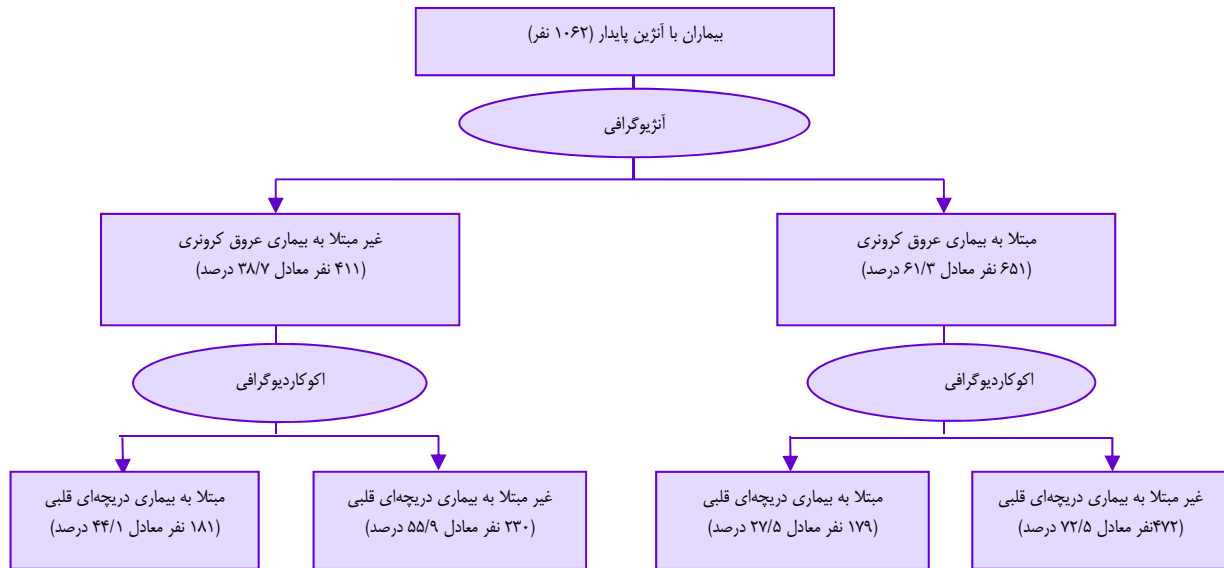 بیماران با آنژین پایدار (۱۰۶۲ نفر)
آنژیوگرافی
مبتلا به بیماری عروق کرونری
(۶۵۱ نفر معادل ۶۱/۳ درصد)
غیر مبتلا به بیماری عروق کرونری
(۴۱۱ نفر معادل ۳۸/۷ درصد)
اکوکاردیوگرافی
اکوکاردیوگرافی
غیر مبتلا به بیماری دریچه‌ای قلبی
(۴۷۲نفر معادل ۷۲/۵ درصد)
مبتلا به بیماری دریچه‌ای قلبی
(۱۷۹ نفر معادل ۲۷/۵ درصد)
غیر مبتلا به بیماری دریچه‌ای قلبی
(۲۳۰ نفر معادل ۵۵/۹ درصد)
مبتلا به بیماری دریچه‌ای قلبی
(۱۸۱ نفر معادل ۴۴/۱ درصد)